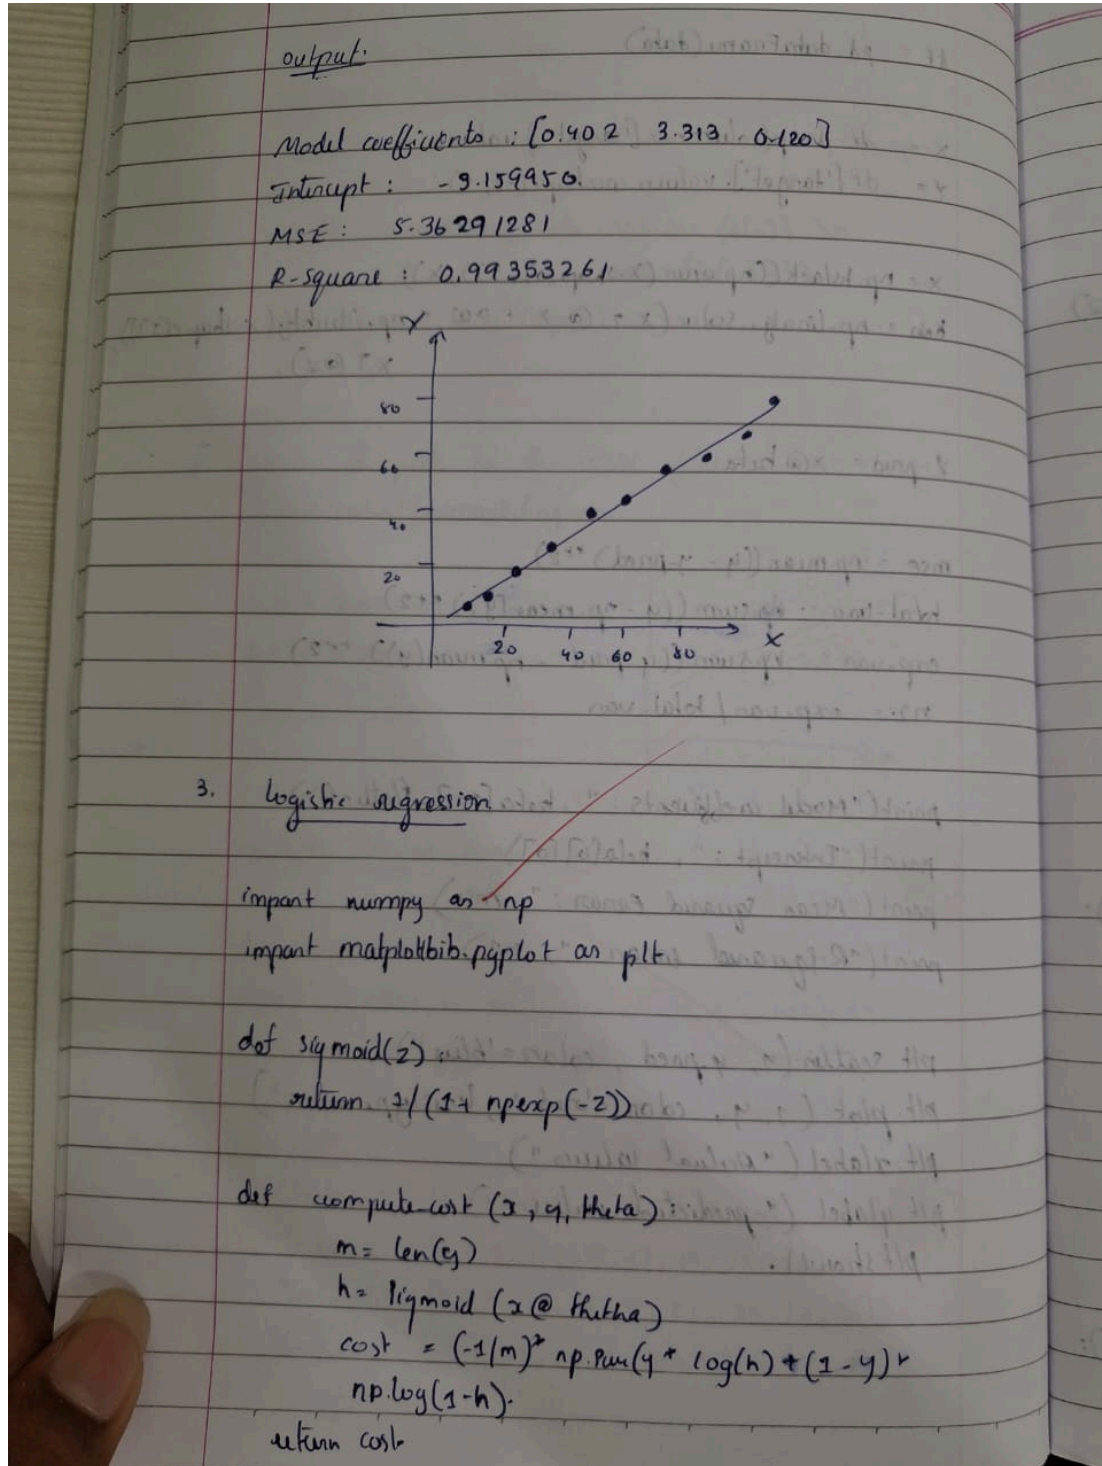 output:
Model coefficients : [0.402 3.313 0.120]
Intercept : -9.159950.
MSE : 5.36291281
R-square : 0.99353261
Y
80
60
40
20
20 40 60 80 X
3. Logistic regression
import numpy as np
import matplotlib.pyplot as plt
def sigmoid(z):
return 1/(1+ npexp(-z))
def compute-cost (x, y, theta):
m= len(y)
h= sigmoid (x@ thetha)
cost = (-1/m)* np.sum(y* log(h) + (1-y)*
np.log(1-h).
return cost